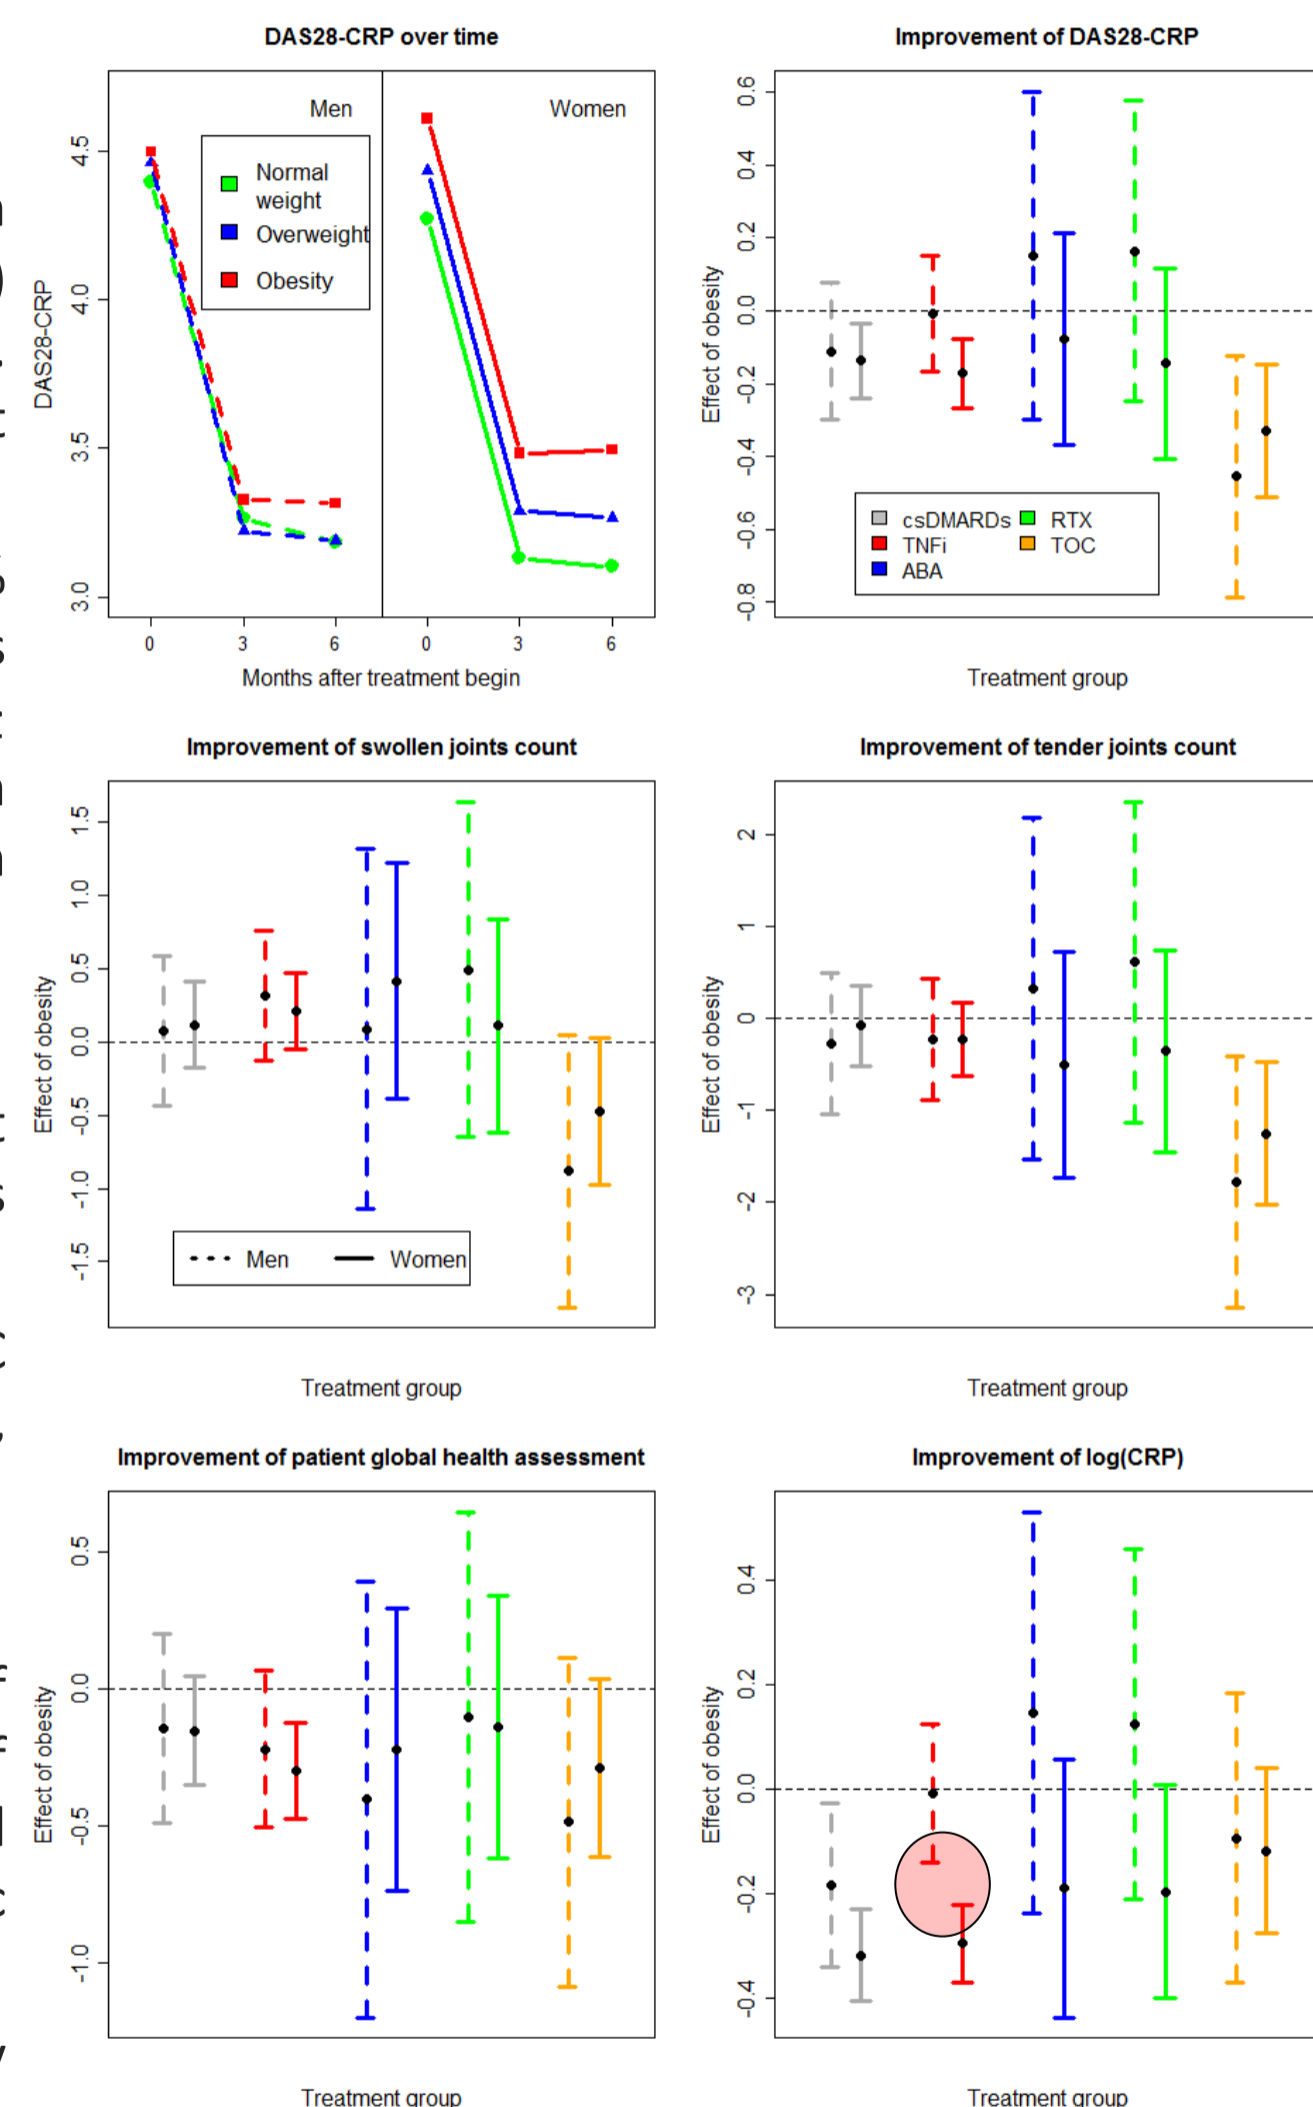 DAS28-CRP over time
Men
Women
Normal
weight
Overweight
Obesity
DAS28-CRP
4.5
4.0
3.5
3.0
0
3
6
0
3
6
Months after treatment begin
Improvement of DAS28-CRP
Effect of obesity
0.6
0.4
0.2
0.0
-0.2
-0.4
-0.6
-0.8
csDMARDs
RTX
TNFi
TOC
ABA
Treatment group
Improvement of swollen joints count
Effect of obesity
1.5
1.0
0.5
0.0
-0.5
-1.0
-1.5
Men
Women
Treatment group
Improvement of tender joints count
Effect of obesity
2
1
0
-1
-2
-3
Treatment group
Improvement of patient global health assessment
Effect of obesity
0.5
0.0
-0.5
-1.0
Treatment group
Improvement of log(CRP)
Effect of obesity
0.4
0.2
0.0
-0.2
-0.4
Treatment group